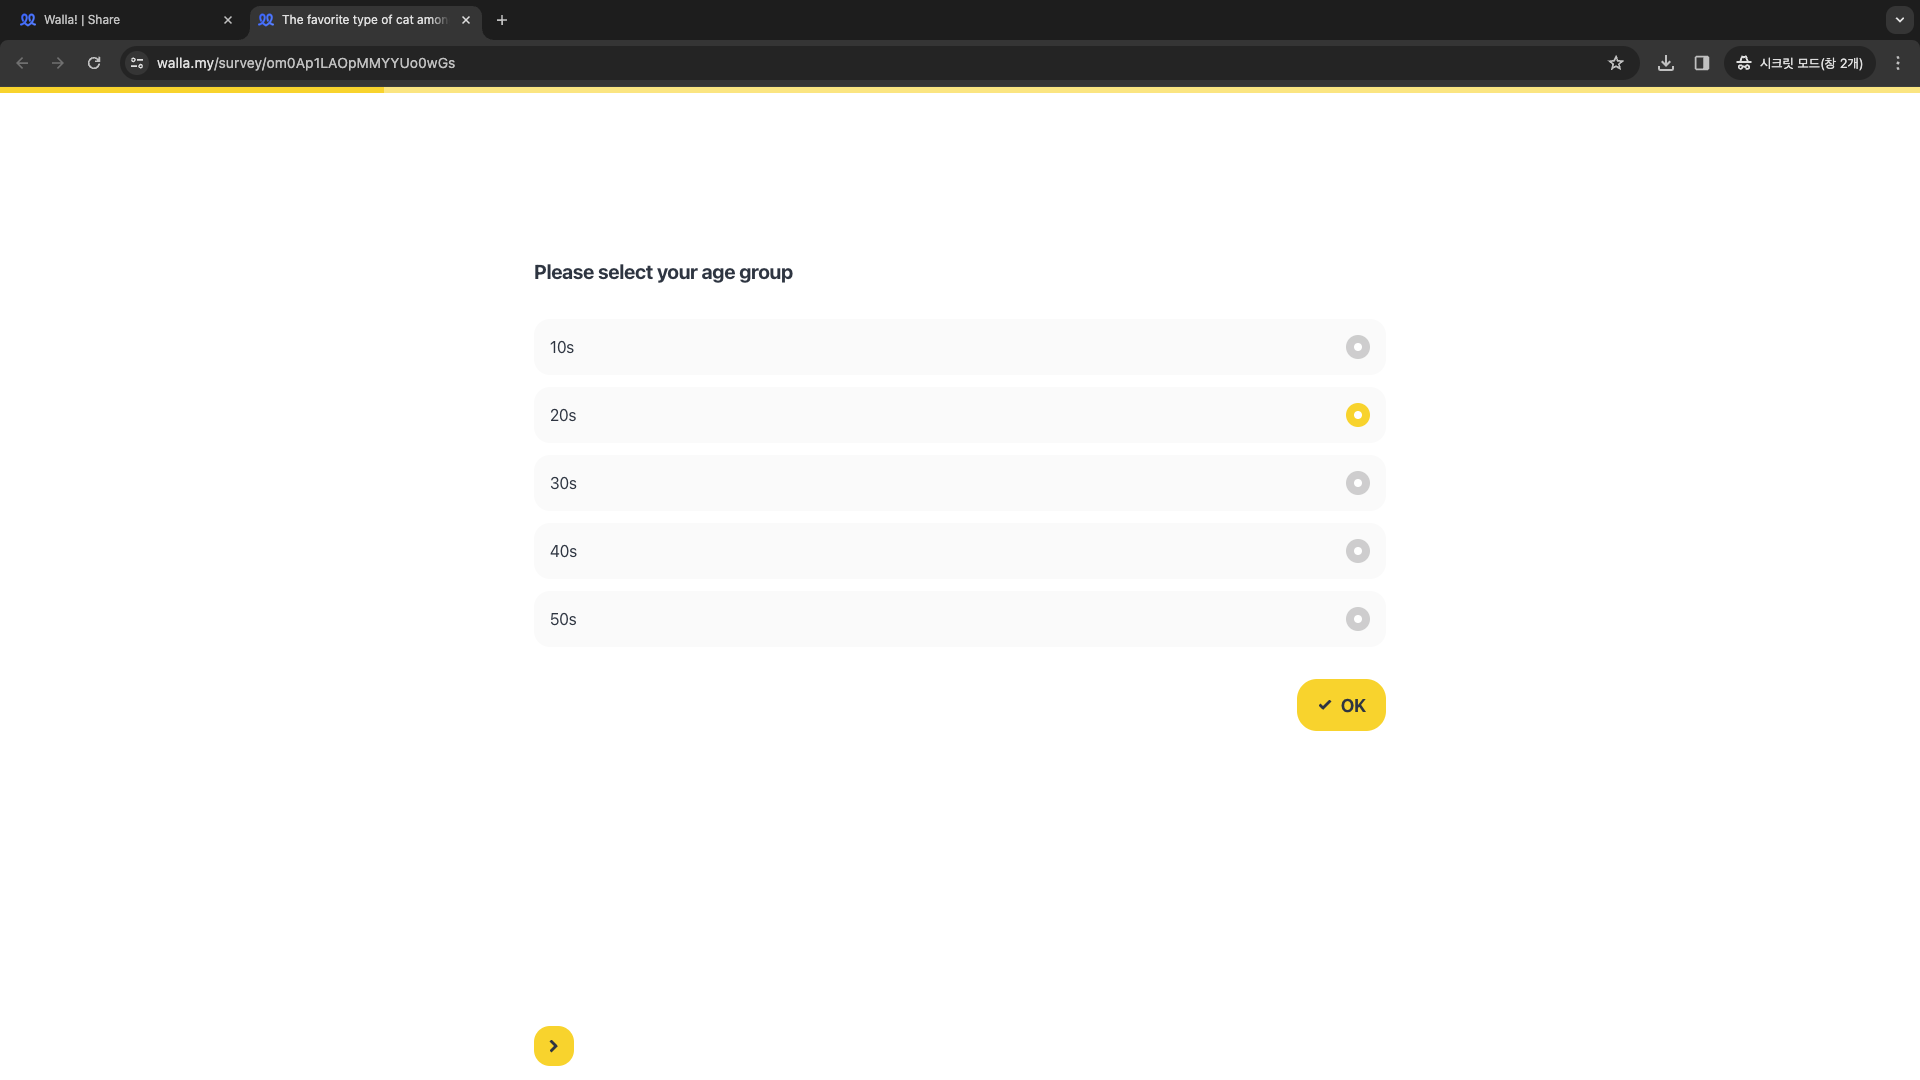 Walla! | Share
The favorite type of cat amon
walla.my/survey/om0Ap1LAOpMMYYUo0wGs
시크릿 모드(창 2개)
Please select your age group
10s
20s
30s
40s
50s
OK